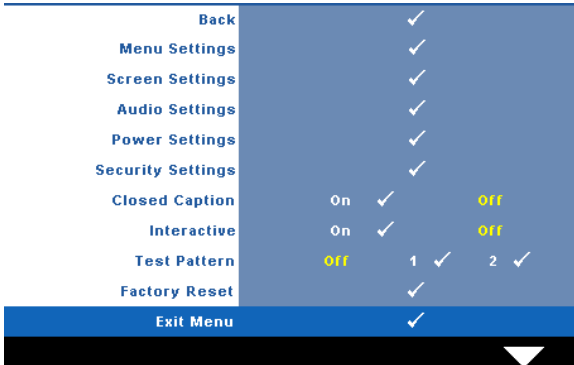 Back ✓
Menu Settings ✓
Screen Settings ✓
Audio Settings ✓
Power Settings ✓
Security Settings ✓
Closed Caption On ✓ Off
Interactive On ✓ Off
Test Pattern Off 1 ✓ 2 ✓
Factory Reset ✓
Exit Menu ✓